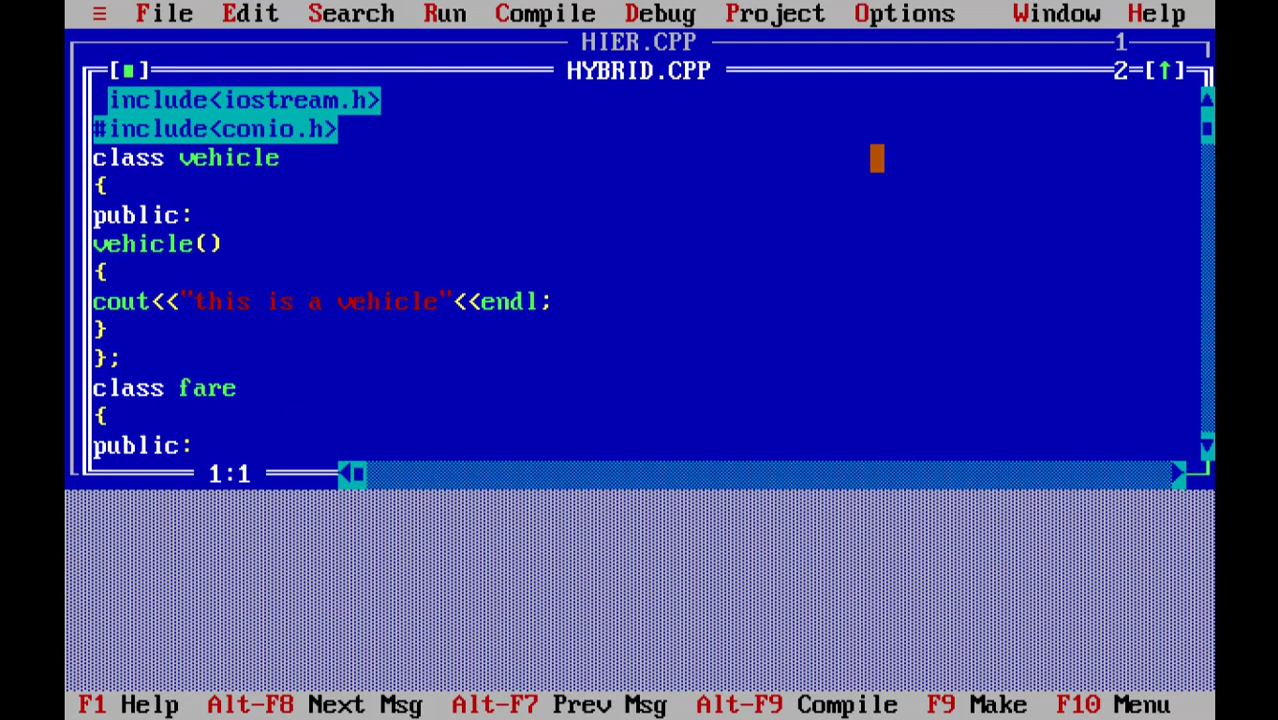 ≡ File Edit Search Run Compile Debug Project Options Window Help
HIER.CPP 1
[■] HYBRID.CPP 2=[↑]
include<iostream.h>
#include<conio.h>
class vehicle
{
public:
vehicle()
{
cout<<"this is a vehicle"<<endl;
}
};
class fare
{
public:
1:1
F1 Help Alt-F8 Next Msg Alt-F7 Prev Msg Alt-F9 Compile F9 Make F10 Menu